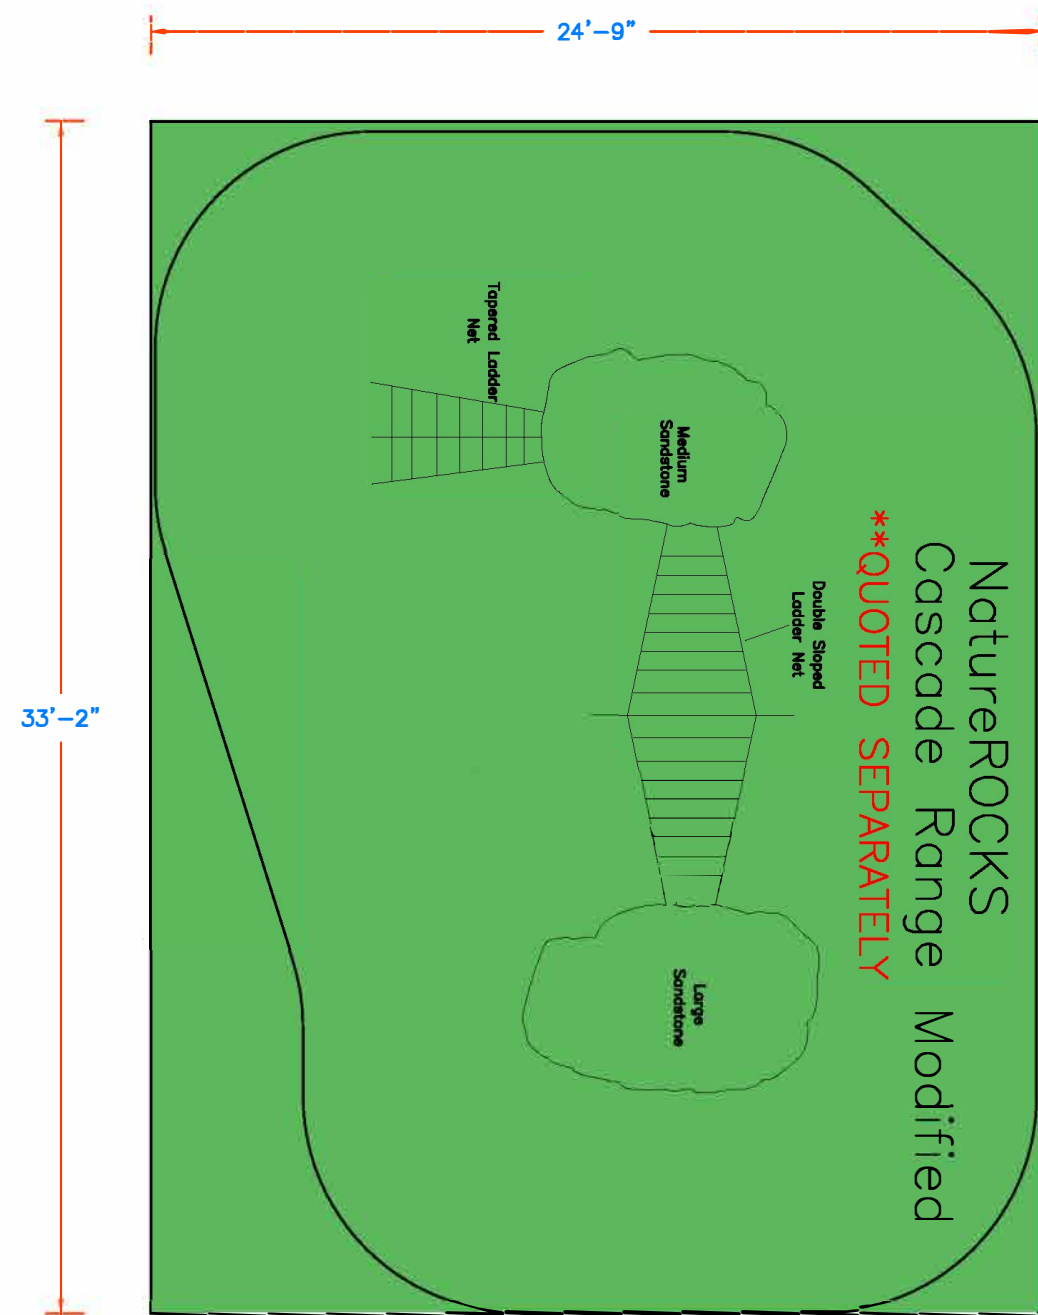 24'-9"
33'-2"
Tapered Ladder
Net
Medium
Sandstone
Double Sloped
Ladder Net
Large
Sandstone
NatureROCKS
Cascade Range Modified
**QUOTED SEPARATELY